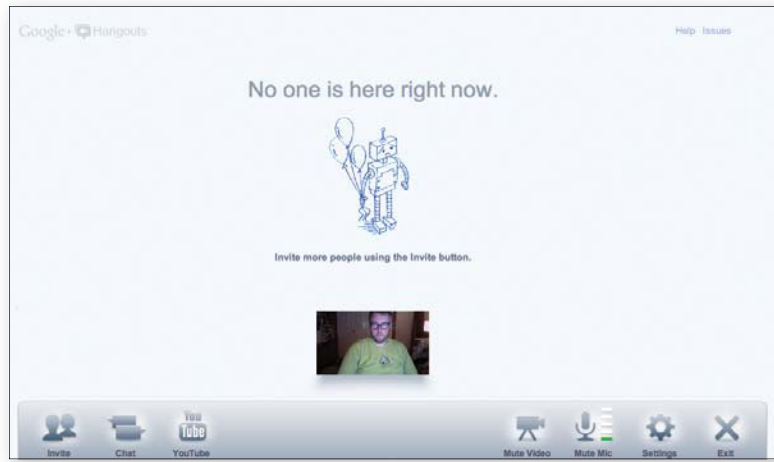 Google+ Hangouts
Help Issues
No one is here right now.
Invite more people using the Invite button.
You
Tube
Invite Chat YouTube Mute Video Mute Mic Settings Exit